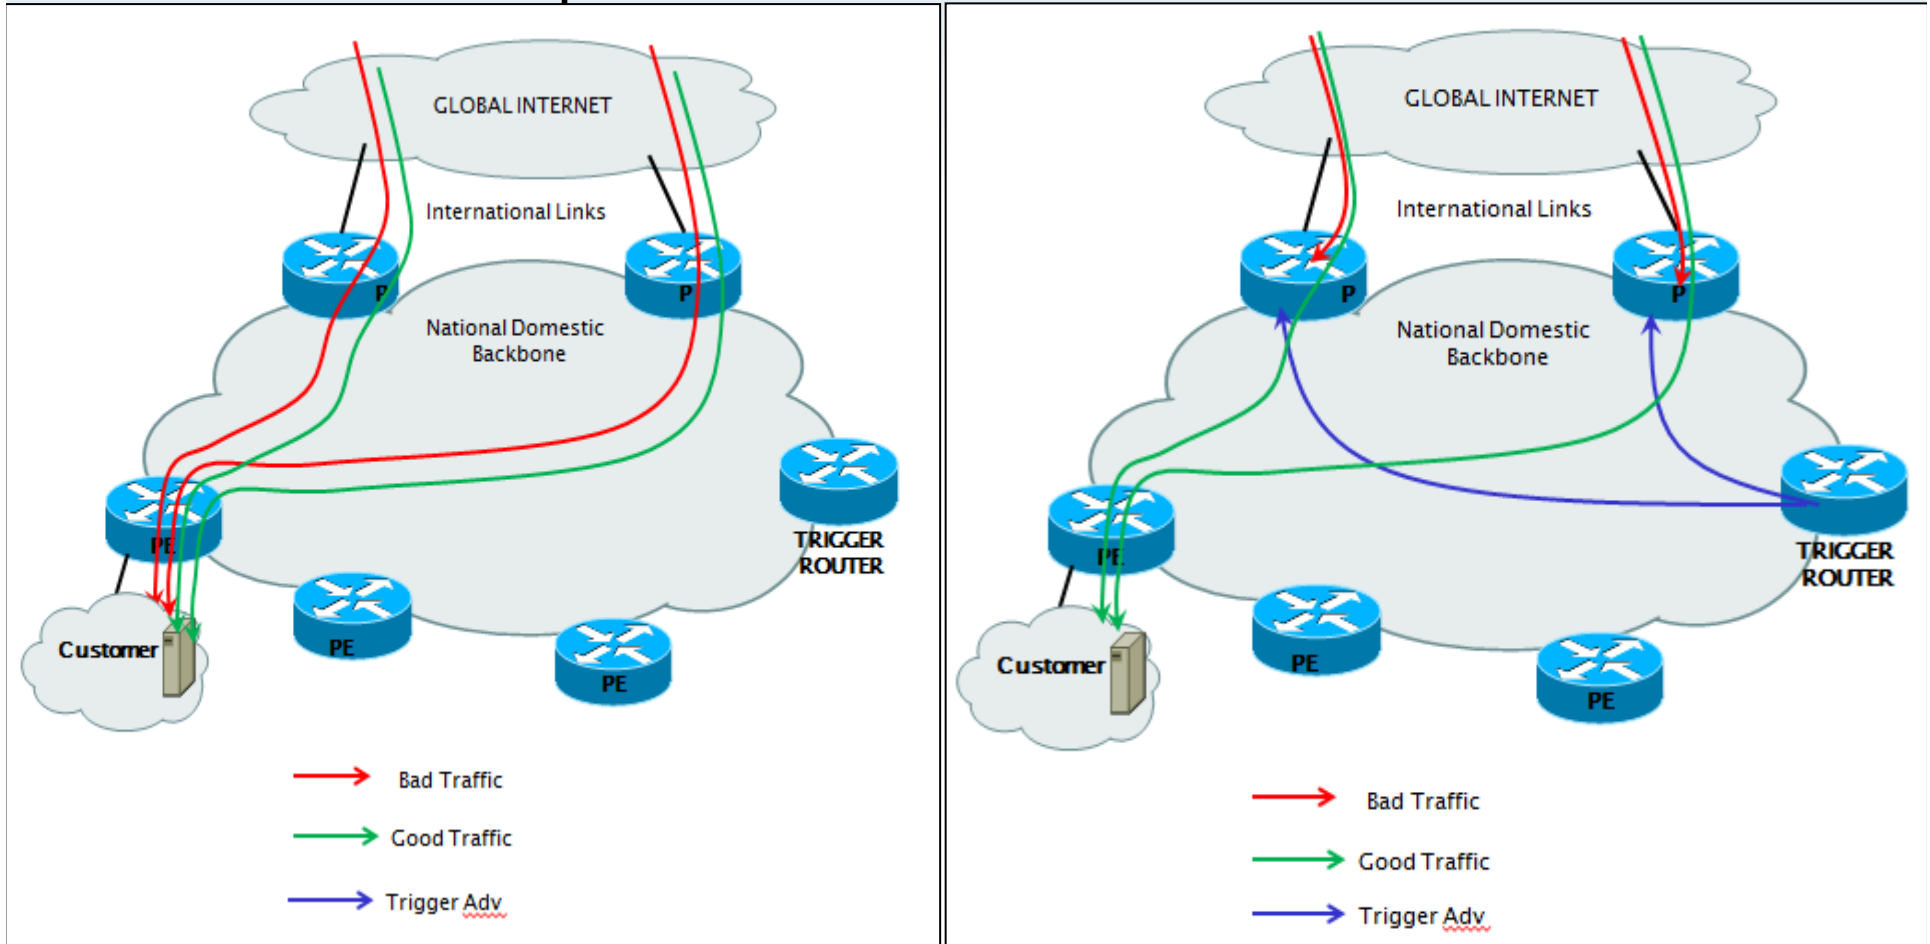 GLOBAL INTERNET
International Links
P
P
National Domestic
Backbone
TRIGGER
ROUTER
PE
Customer
PE
PE
Bad Traffic
Good Traffic
Trigger Adv
GLOBAL INTERNET
International Links
P
P
National Domestic
Backbone
TRIGGER
ROUTER
PE
Customer
PE
PE
Bad Traffic
Good Traffic
Trigger Adv